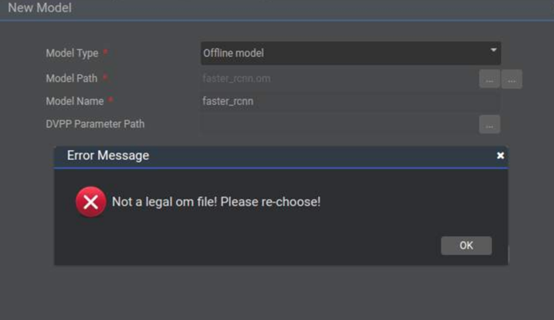 New Model
Model Type *
Offline model
Model Path *
faster_rcnn.om
... ...
Model Name *
faster_rcnn
DVPP Parameter Path
...
Error Message
Not a legal om file! Please re-choose!
OK